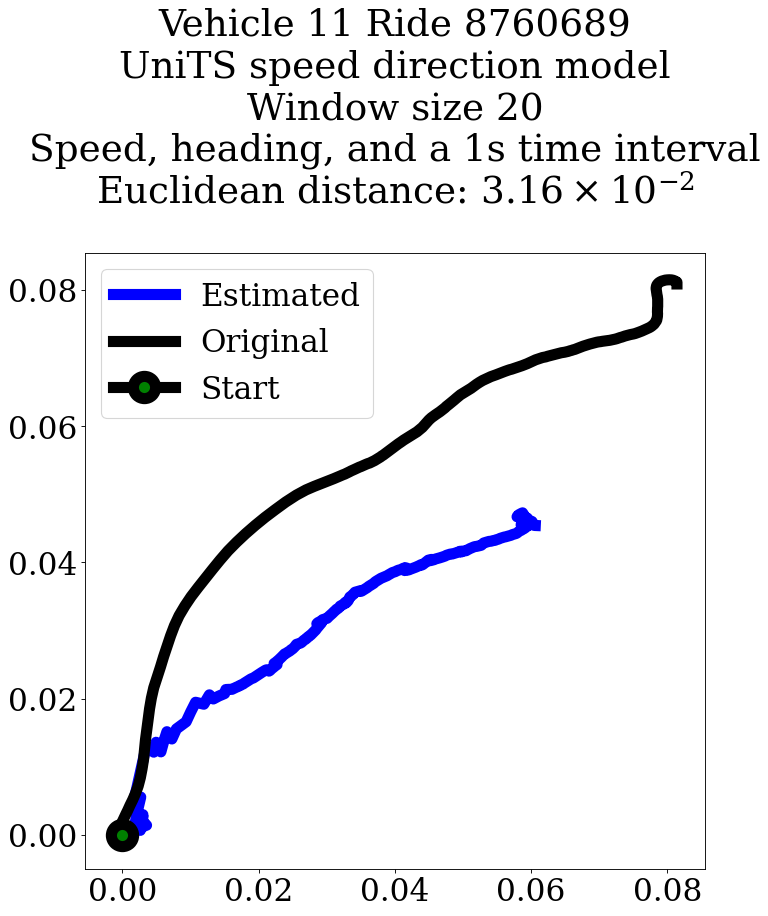 Vehicle 11 Ride 8760689
UniTS speed direction model
Window size 20
Speed, heading, and a 1s time interval
Euclidean distance: 3.16 × 10⁻²
Estimated
Original
Start
0.08
0.06
0.04
0.02
0.00
0.00 0.02 0.04 0.06 0.08